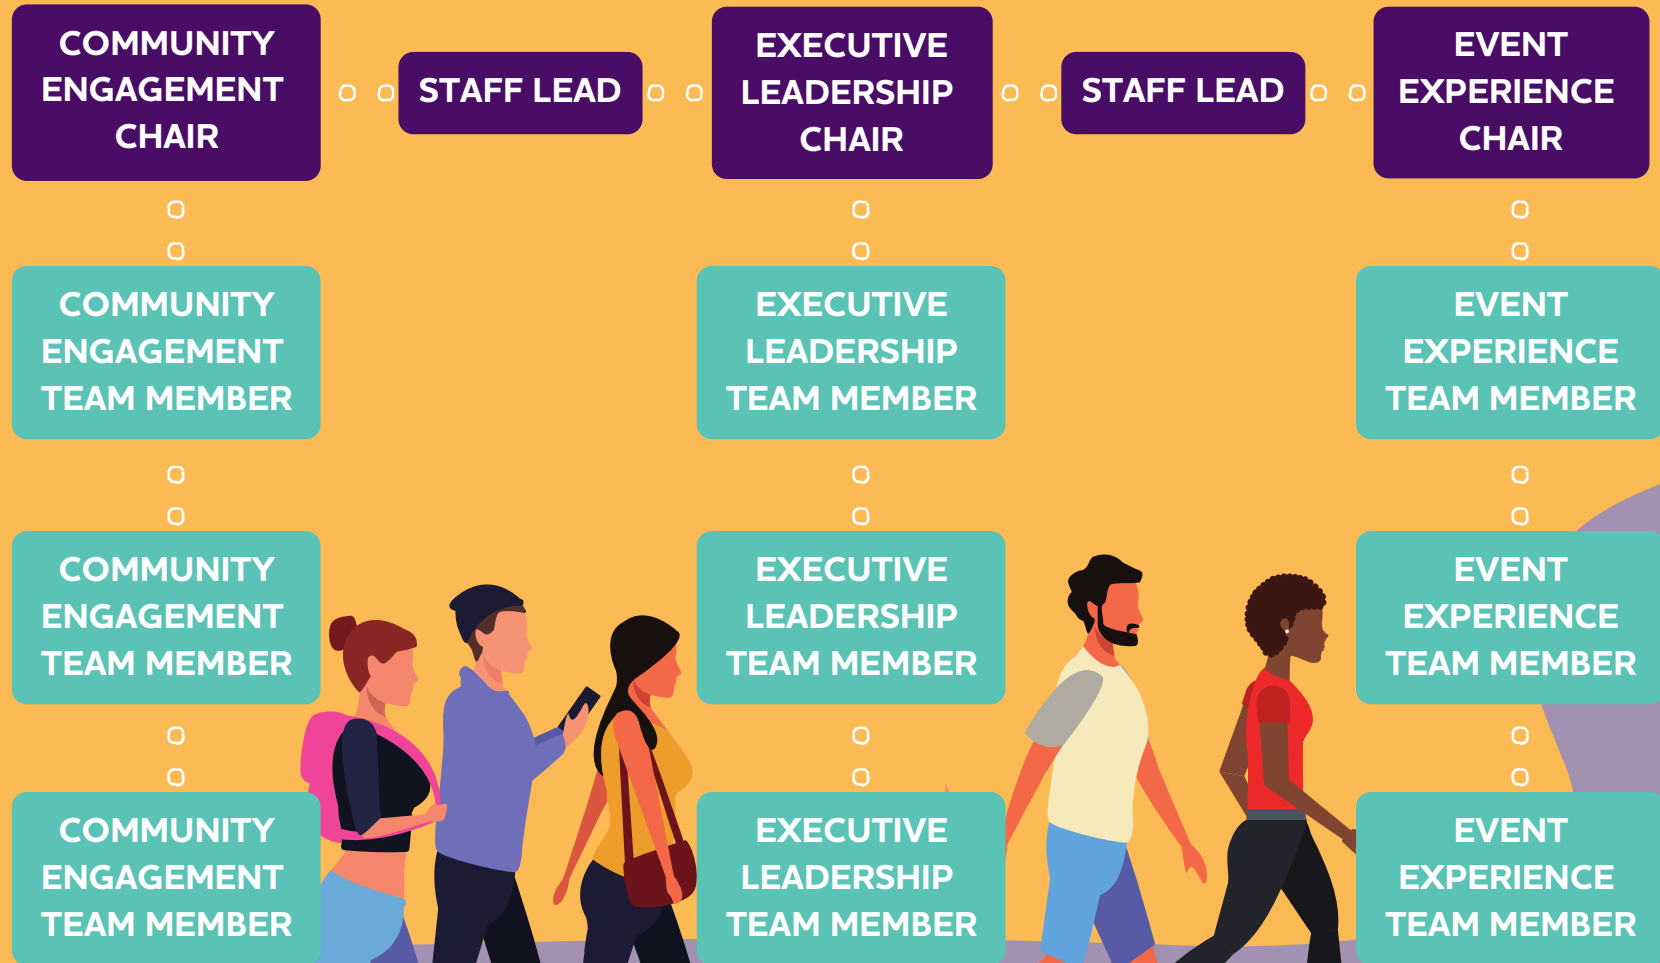 COMMUNITY
ENGAGEMENT
CHAIR
STAFF LEAD
EXECUTIVE
LEADERSHIP
CHAIR
STAFF LEAD
EVENT
EXPERIENCE
CHAIR
COMMUNITY
ENGAGEMENT
TEAM MEMBER
EXECUTIVE
LEADERSHIP
TEAM MEMBER
EVENT
EXPERIENCE
TEAM MEMBER
COMMUNITY
ENGAGEMENT
TEAM MEMBER
EXECUTIVE
LEADERSHIP
TEAM MEMBER
EVENT
EXPERIENCE
TEAM MEMBER
COMMUNITY
ENGAGEMENT
TEAM MEMBER
EXECUTIVE
LEADERSHIP
TEAM MEMBER
EVENT
EXPERIENCE
TEAM MEMBER